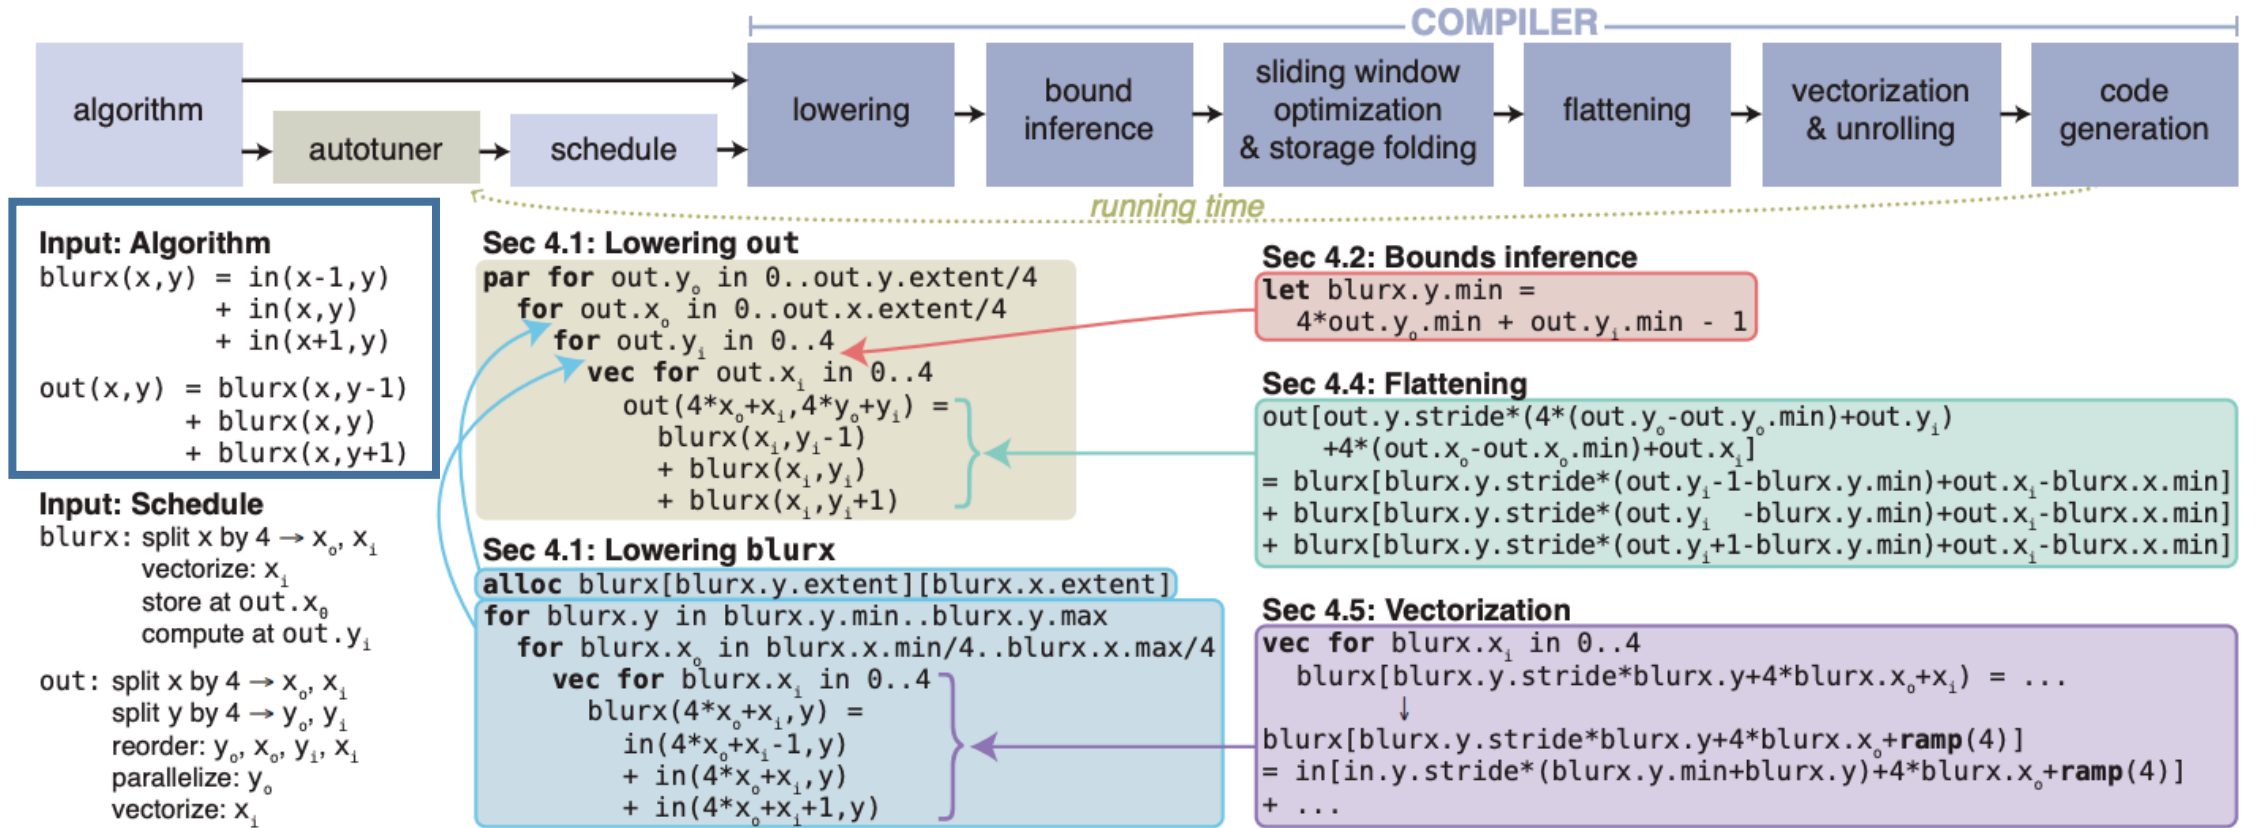 COMPILER
algorithm
autotuner
schedule
lowering
bound
inference
sliding window
optimization
& storage folding
flattening
vectorization
& unrolling
code
generation
running time
Input: Algorithm
blurx(x,y) = in(x-1,y)
+ in(x,y)
+ in(x+1,y)
out(x,y) = blurx(x,y-1)
+ blurx(x,y)
+ blurx(x,y+1)
Input: Schedule
blurx: split x by 4 → xₒ, xᵢ
vectorize: xᵢ
store at out.x₀
compute at out.yᵢ
out: split x by 4 → xₒ, xᵢ
split y by 4 → yₒ, yᵢ
reorder: yₒ, xₒ, yᵢ, xᵢ
parallelize: yₒ
vectorize: xᵢ
Sec 4.1: Lowering out
par for out.yₒ in 0..out.y.extent/4
for out.xₒ in 0..out.x.extent/4
for out.yᵢ in 0..4
vec for out.xᵢ in 0..4
out(4*xₒ+xᵢ,4*yₒ+yᵢ) =
blurx(xᵢ,yᵢ-1)
+ blurx(xᵢ,yᵢ)
+ blurx(xᵢ,yᵢ+1)
Sec 4.1: Lowering blurx
alloc blurx[blurx.y.extent][blurx.x.extent]
for blurx.y in blurx.y.min..blurx.y.max
for blurx.xₒ in blurx.x.min/4..blurx.x.max/4
vec for blurx.xᵢ in 0..4
blurx(4*xₒ+xᵢ,y) =
in(4*xₒ+xᵢ-1,y)
+ in(4*xₒ+xᵢ,y)
+ in(4*xₒ+xᵢ+1,y)
Sec 4.2: Bounds inference
let blurx.y.min =
4*out.yₒ.min + out.yᵢ.min - 1
Sec 4.4: Flattening
out[out.y.stride*(4*(out.yₒ-out.yₒ.min)+out.yᵢ)
+4*(out.xₒ-out.xₒ.min)+out.xᵢ]
= blurx[blurx.y.stride*(out.yᵢ-1-blurx.y.min)+out.xᵢ-blurx.x.min]
+ blurx[blurx.y.stride*(out.yᵢ  -blurx.y.min)+out.xᵢ-blurx.x.min]
+ blurx[blurx.y.stride*(out.yᵢ+1-blurx.y.min)+out.xᵢ-blurx.x.min]
Sec 4.5: Vectorization
vec for blurx.xᵢ in 0..4
blurx[blurx.y.stride*blurx.y+4*blurx.xₒ+xᵢ) = ...
↓
blurx[blurx.y.stride*blurx.y+4*blurx.xₒ+ramp(4)]
= in[in.y.stride*(blurx.y.min+blurx.y)+4*blurx.xₒ+ramp(4)]
+ ...